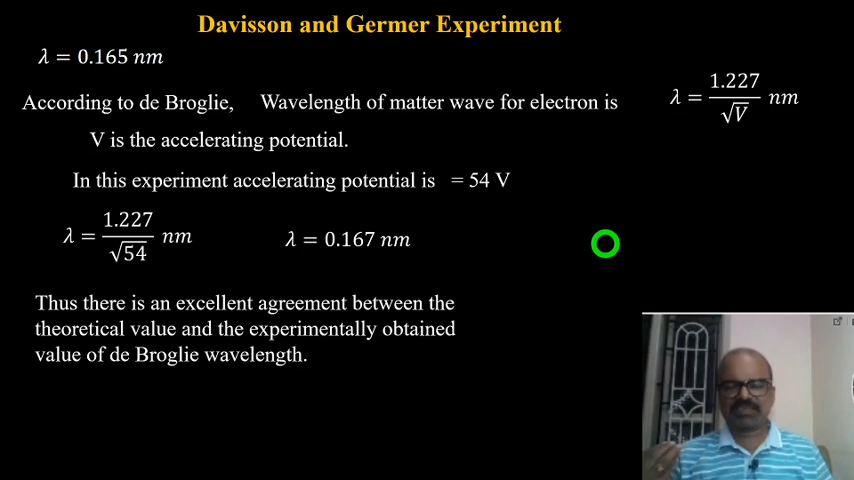 Davisson and Germer Experiment
λ = 0.165 nm
According to de Broglie, Wavelength of matter wave for electron is λ = 1.227/√V nm
V is the accelerating potential.
In this experiment accelerating potential is = 54 V
λ = 1.227/√54 nm λ = 0.167 nm
Thus there is an excellent agreement between the
theoretical value and the experimentally obtained
value of de Broglie wavelength.